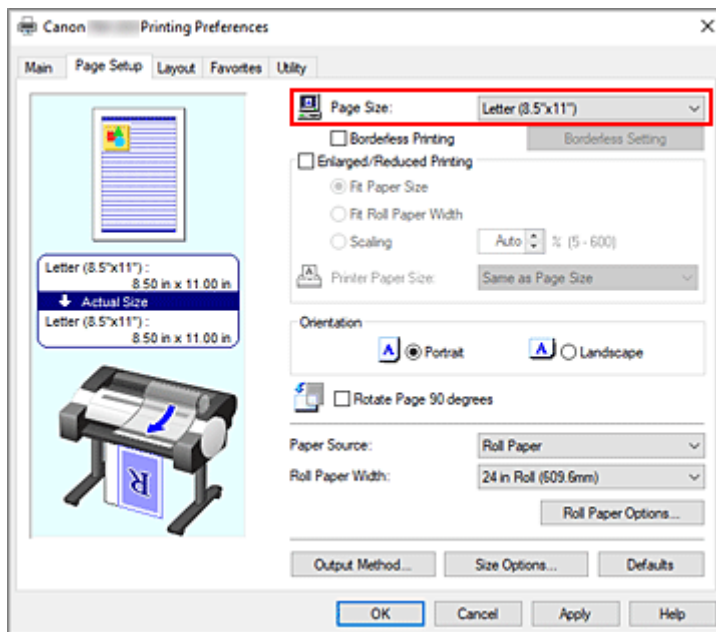 Canon Printing Preferences
Main Page Setup Layout Favorites Utility
Page Size: Letter (8.5"x11")
Borderless Printing Borderless Setting
Enlarged/Reduced Printing
Fit Paper Size
Fit Roll Paper Width
Scaling Auto % (5 - 600)
Printer Paper Size: Same as Page Size
Letter (8.5"x11") :
8.50 in x 11.00 in
Actual Size
Letter (8.5"x11") :
8.50 in x 11.00 in
Orientation
A Portrait A Landscape
Rotate Page 90 degrees
R
Paper Source: Roll Paper
Roll Paper Width: 24 in Roll (609.6mm)
Roll Paper Options...
Output Method... Size Options... Defaults
OK Cancel Apply Help